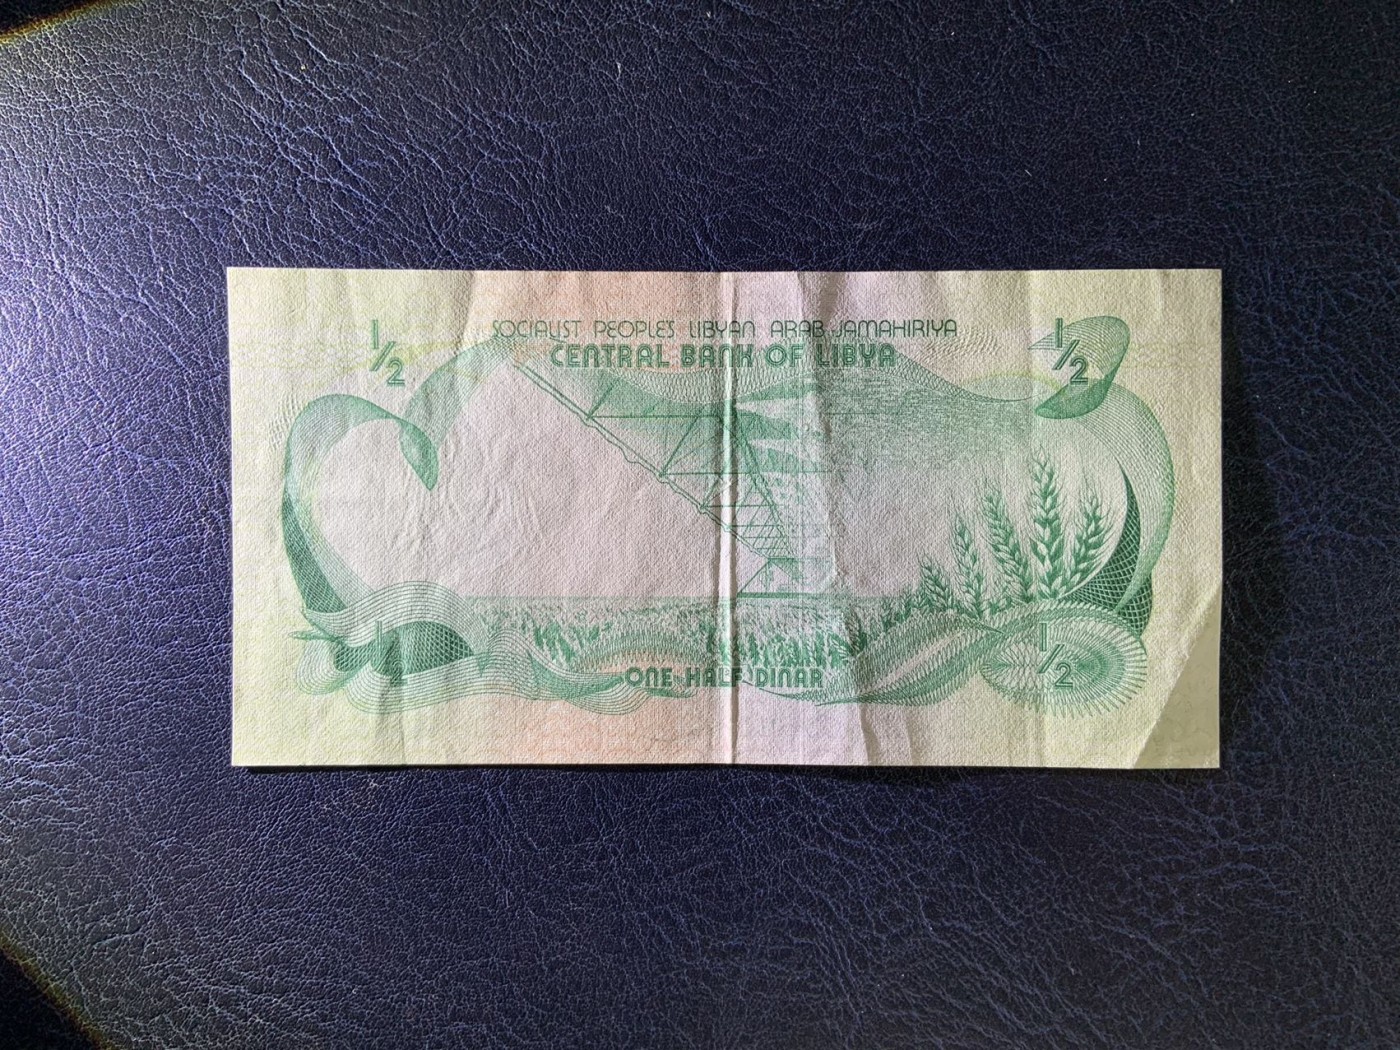 SOCIALIST PEOPLE'S LIBYAN ARAB JAMAHIRIYA
CENTRAL BANK OF LIBYA
1/2
1/2
1/2
1/2
ONE HALF DINAR